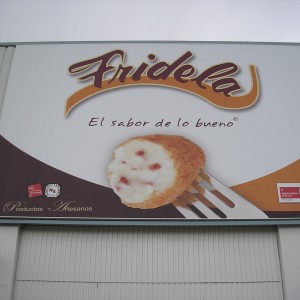 Fridela
El sabor de lo bueno
Productos Artesanos